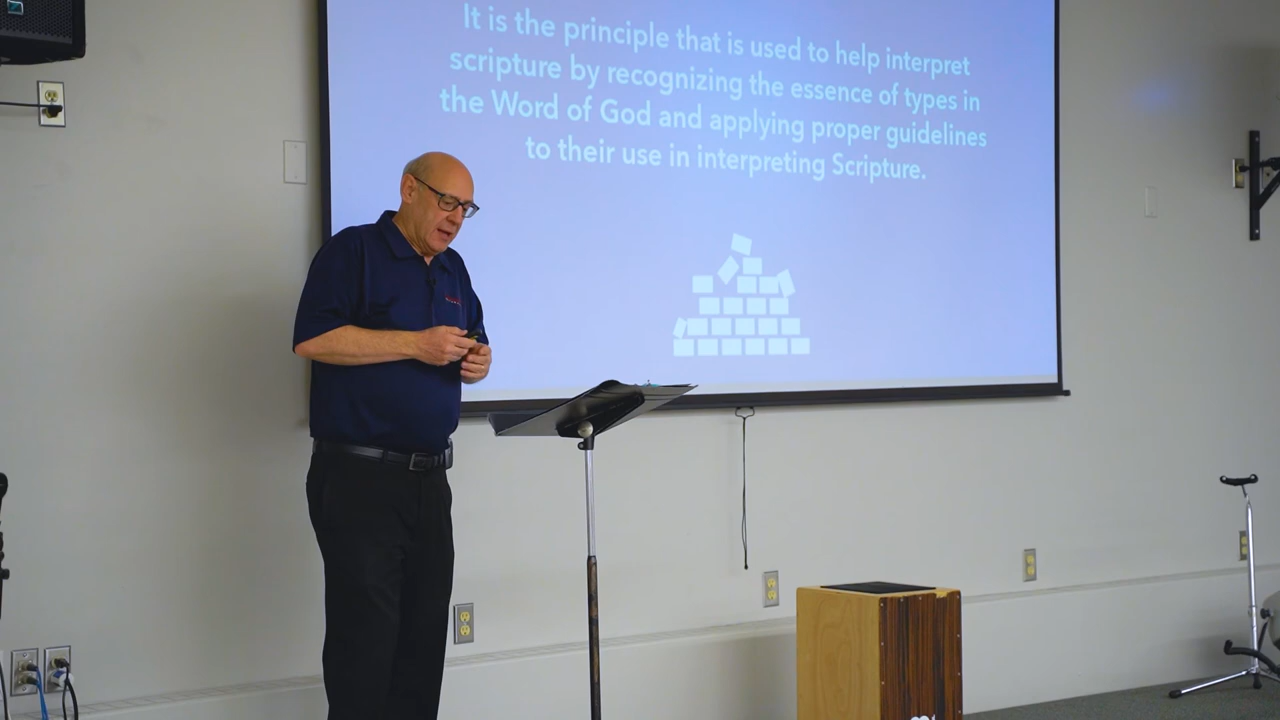 It is the principle that is used to help interpret
scripture by recognizing the essence of types in
the Word of God and applying proper guidelines
to their use in interpreting Scripture.